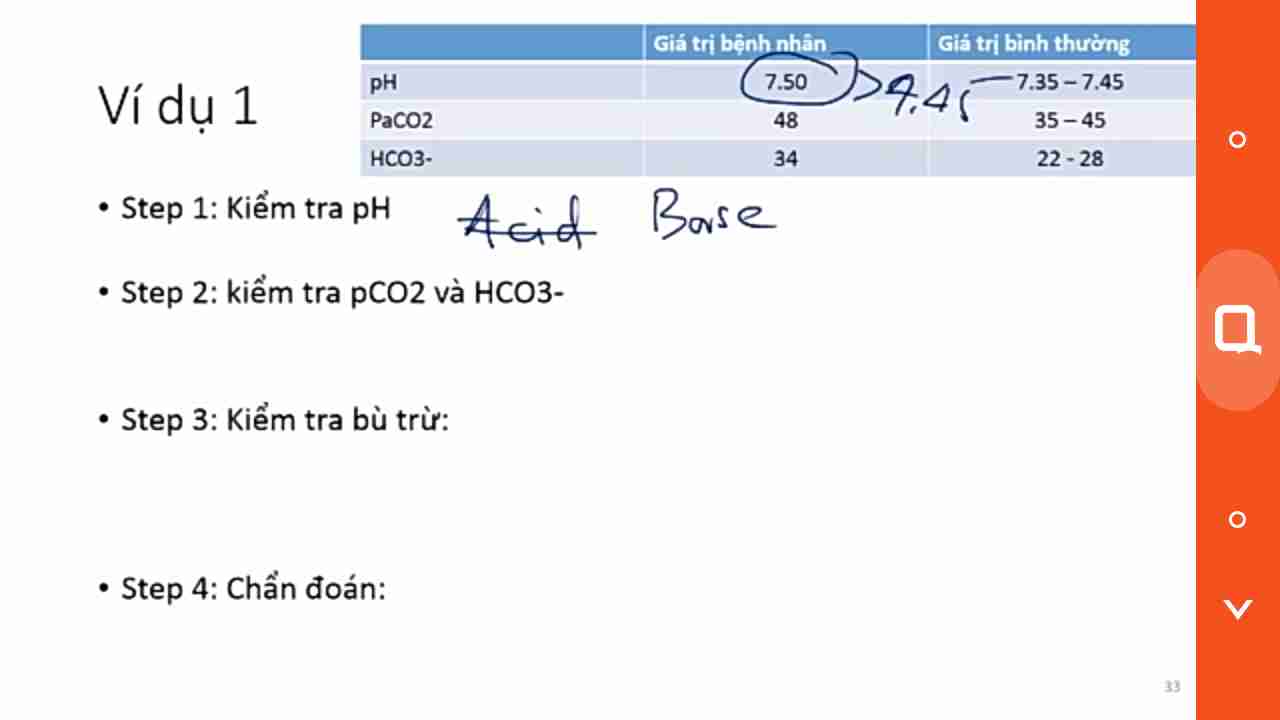 Giá trị bệnh nhân Giá trị bình thường
pH 7.50 > 7.45 7.35 – 7.45
Ví dụ 1
PaCO2 48 35 – 45
HCO3- 34 22 - 28
• Step 1: Kiểm tra pH Acid Base
• Step 2: kiểm tra pCO2 và HCO3-
• Step 3: Kiểm tra bù trừ:
• Step 4: Chẩn đoán:
33